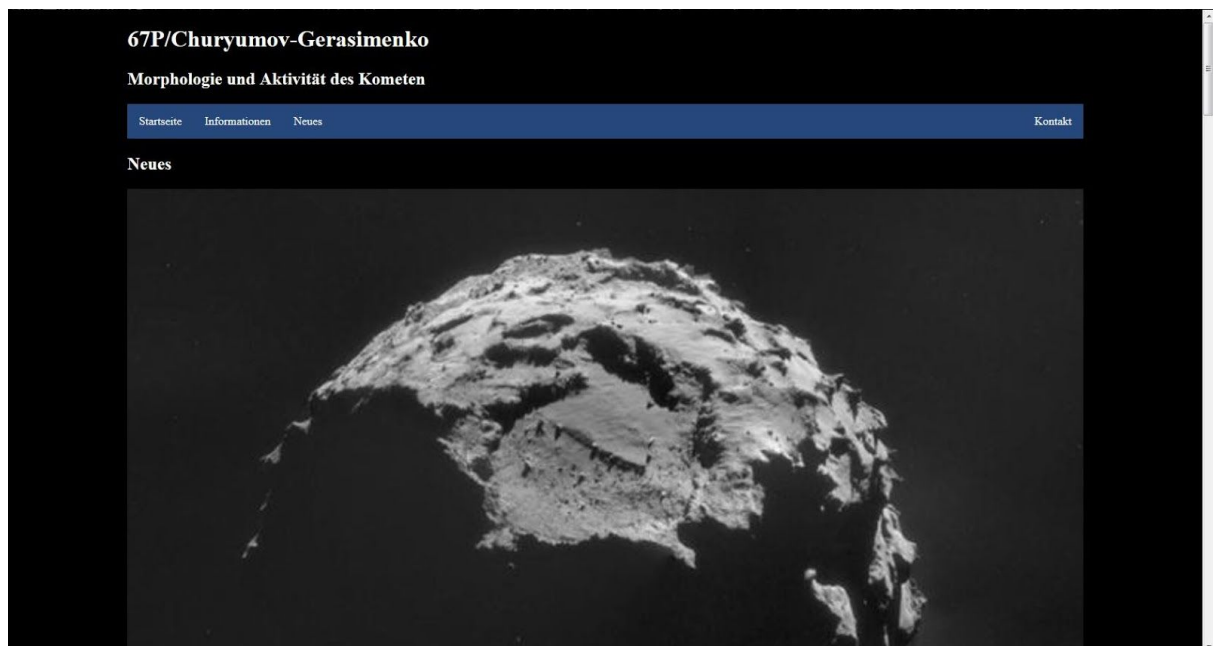 67P/Churyumov-Gerasimenko
Morphologie und Aktivität des Kometen
Startseite Informationen Neues Kontakt
Neues